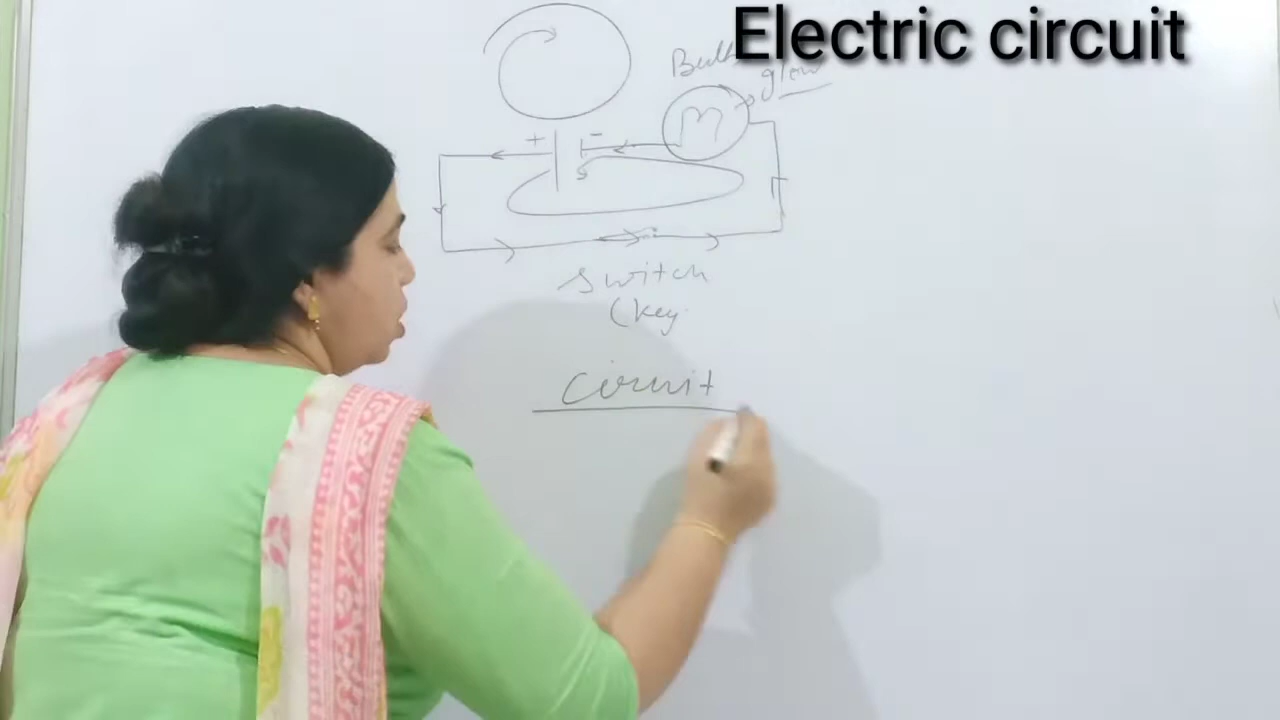 Electric circuit
Bulb
glow
+ -
switch
(key.
circuit